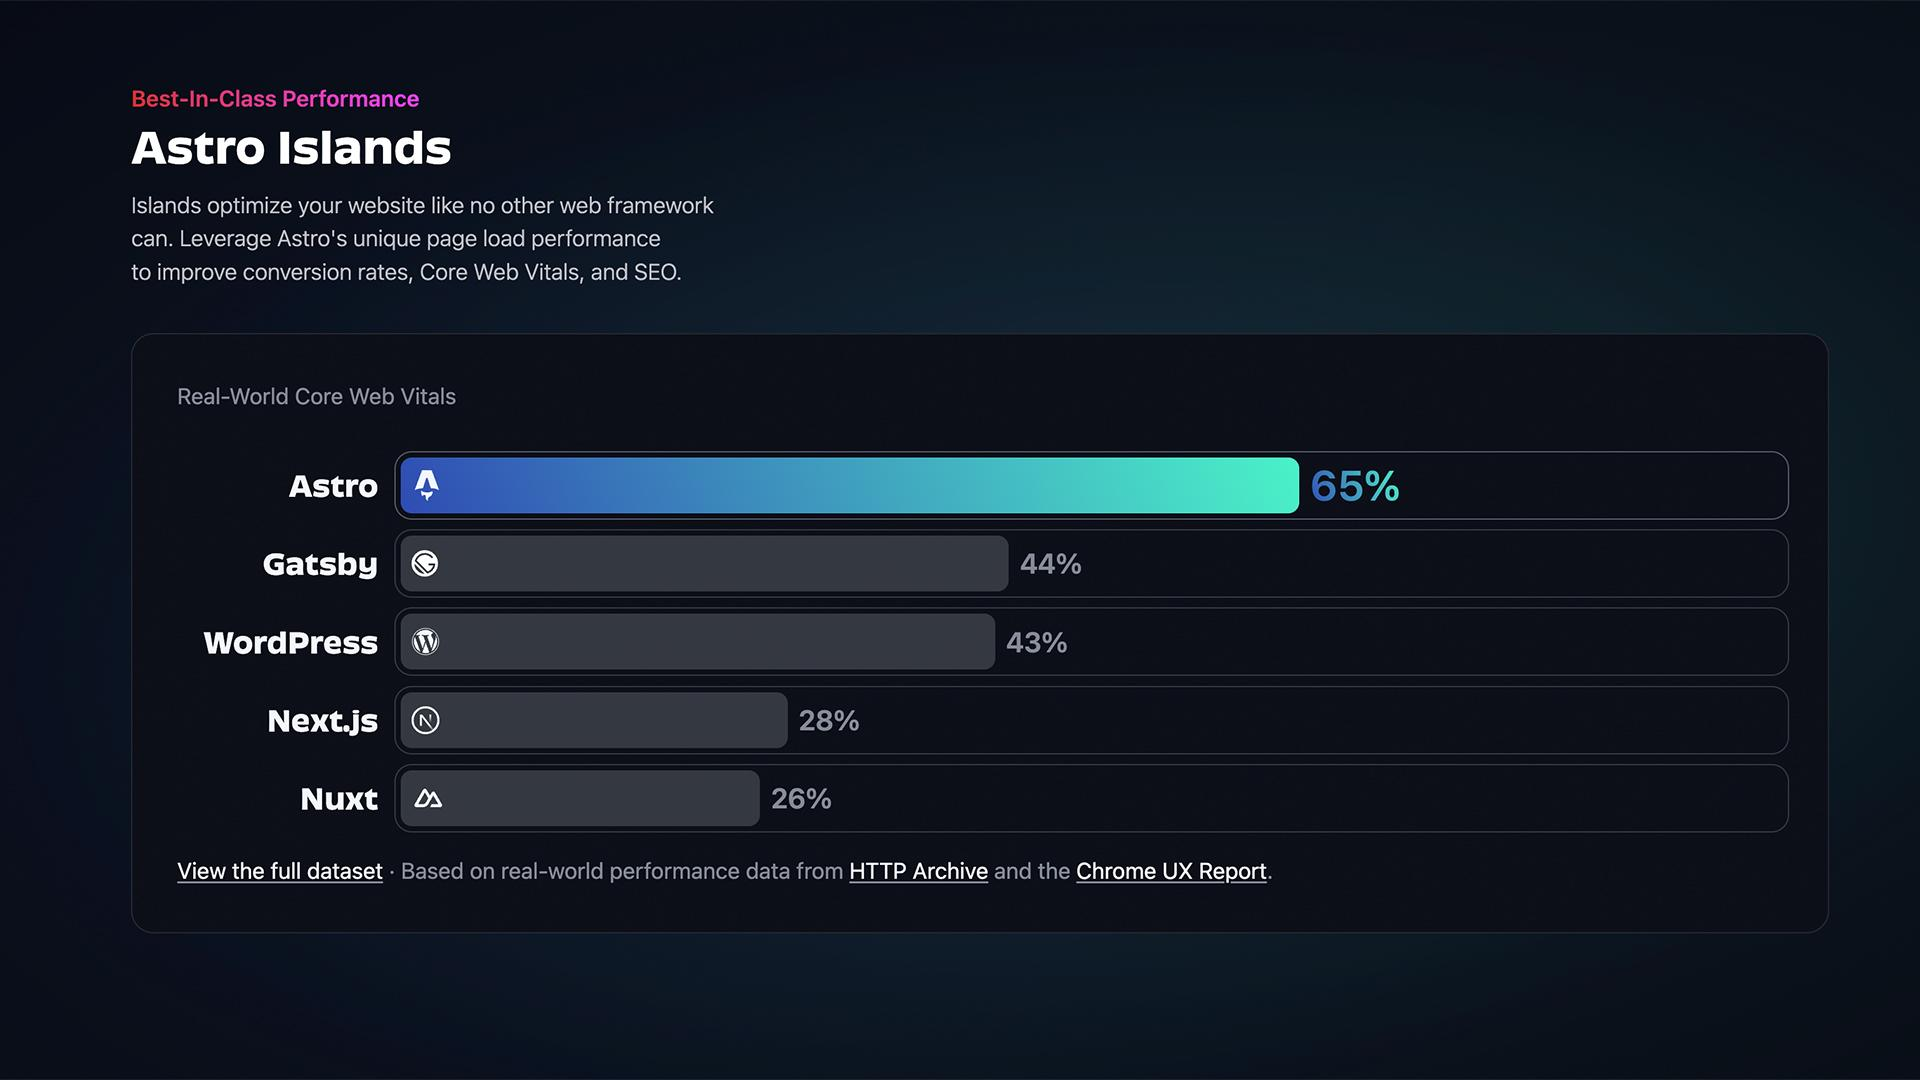 Best-In-Class Performance
Astro Islands
Islands optimize your website like no other web framework
can. Leverage Astro's unique page load performance
to improve conversion rates, Core Web Vitals, and SEO.
Real-World Core Web Vitals
Astro 65%
Gatsby 44%
WordPress 43%
Next.js 28%
Nuxt 26%
View the full dataset · Based on real-world performance data from HTTP Archive and the Chrome UX Report.